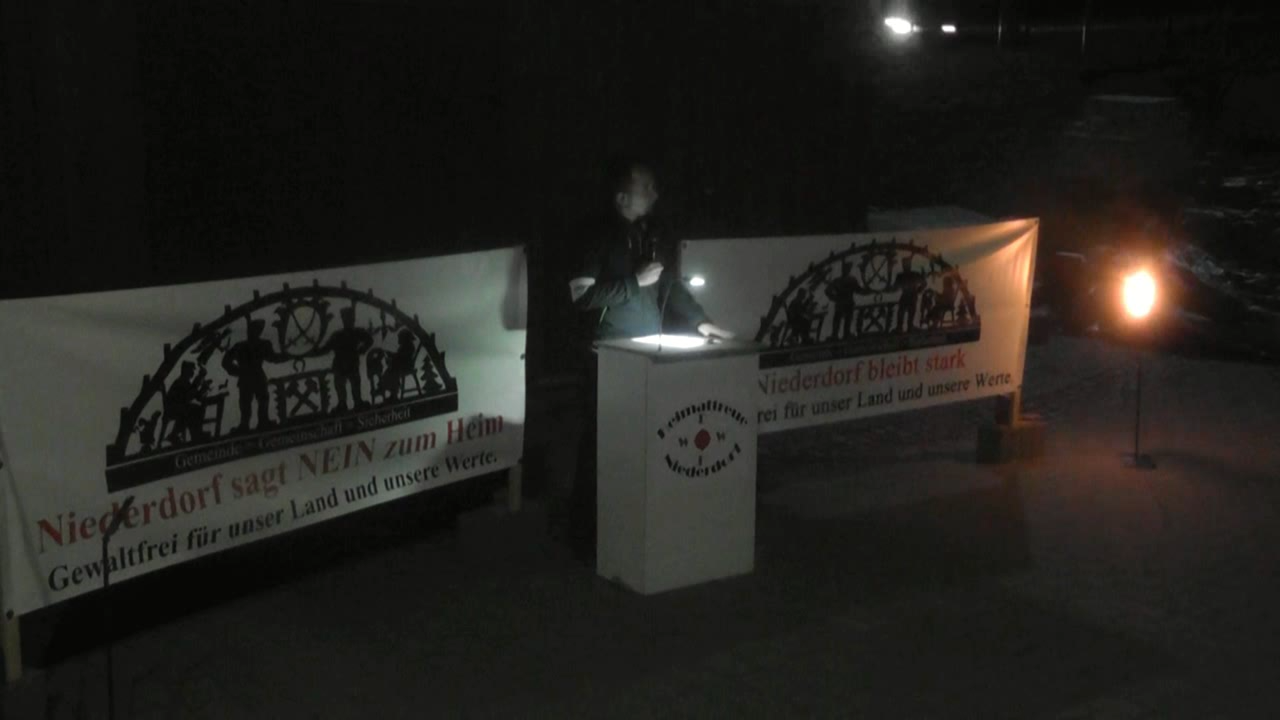 Gemeinde - Gemeinschaft - Sicherheit
Niederdorf sagt NEIN zum Heim
Gewaltfrei für unser Land und unsere Werte.
Heimattreue
W W
Niederdorf
Niederdorf bleibt stark
frei für unser Land und unsere Werte.